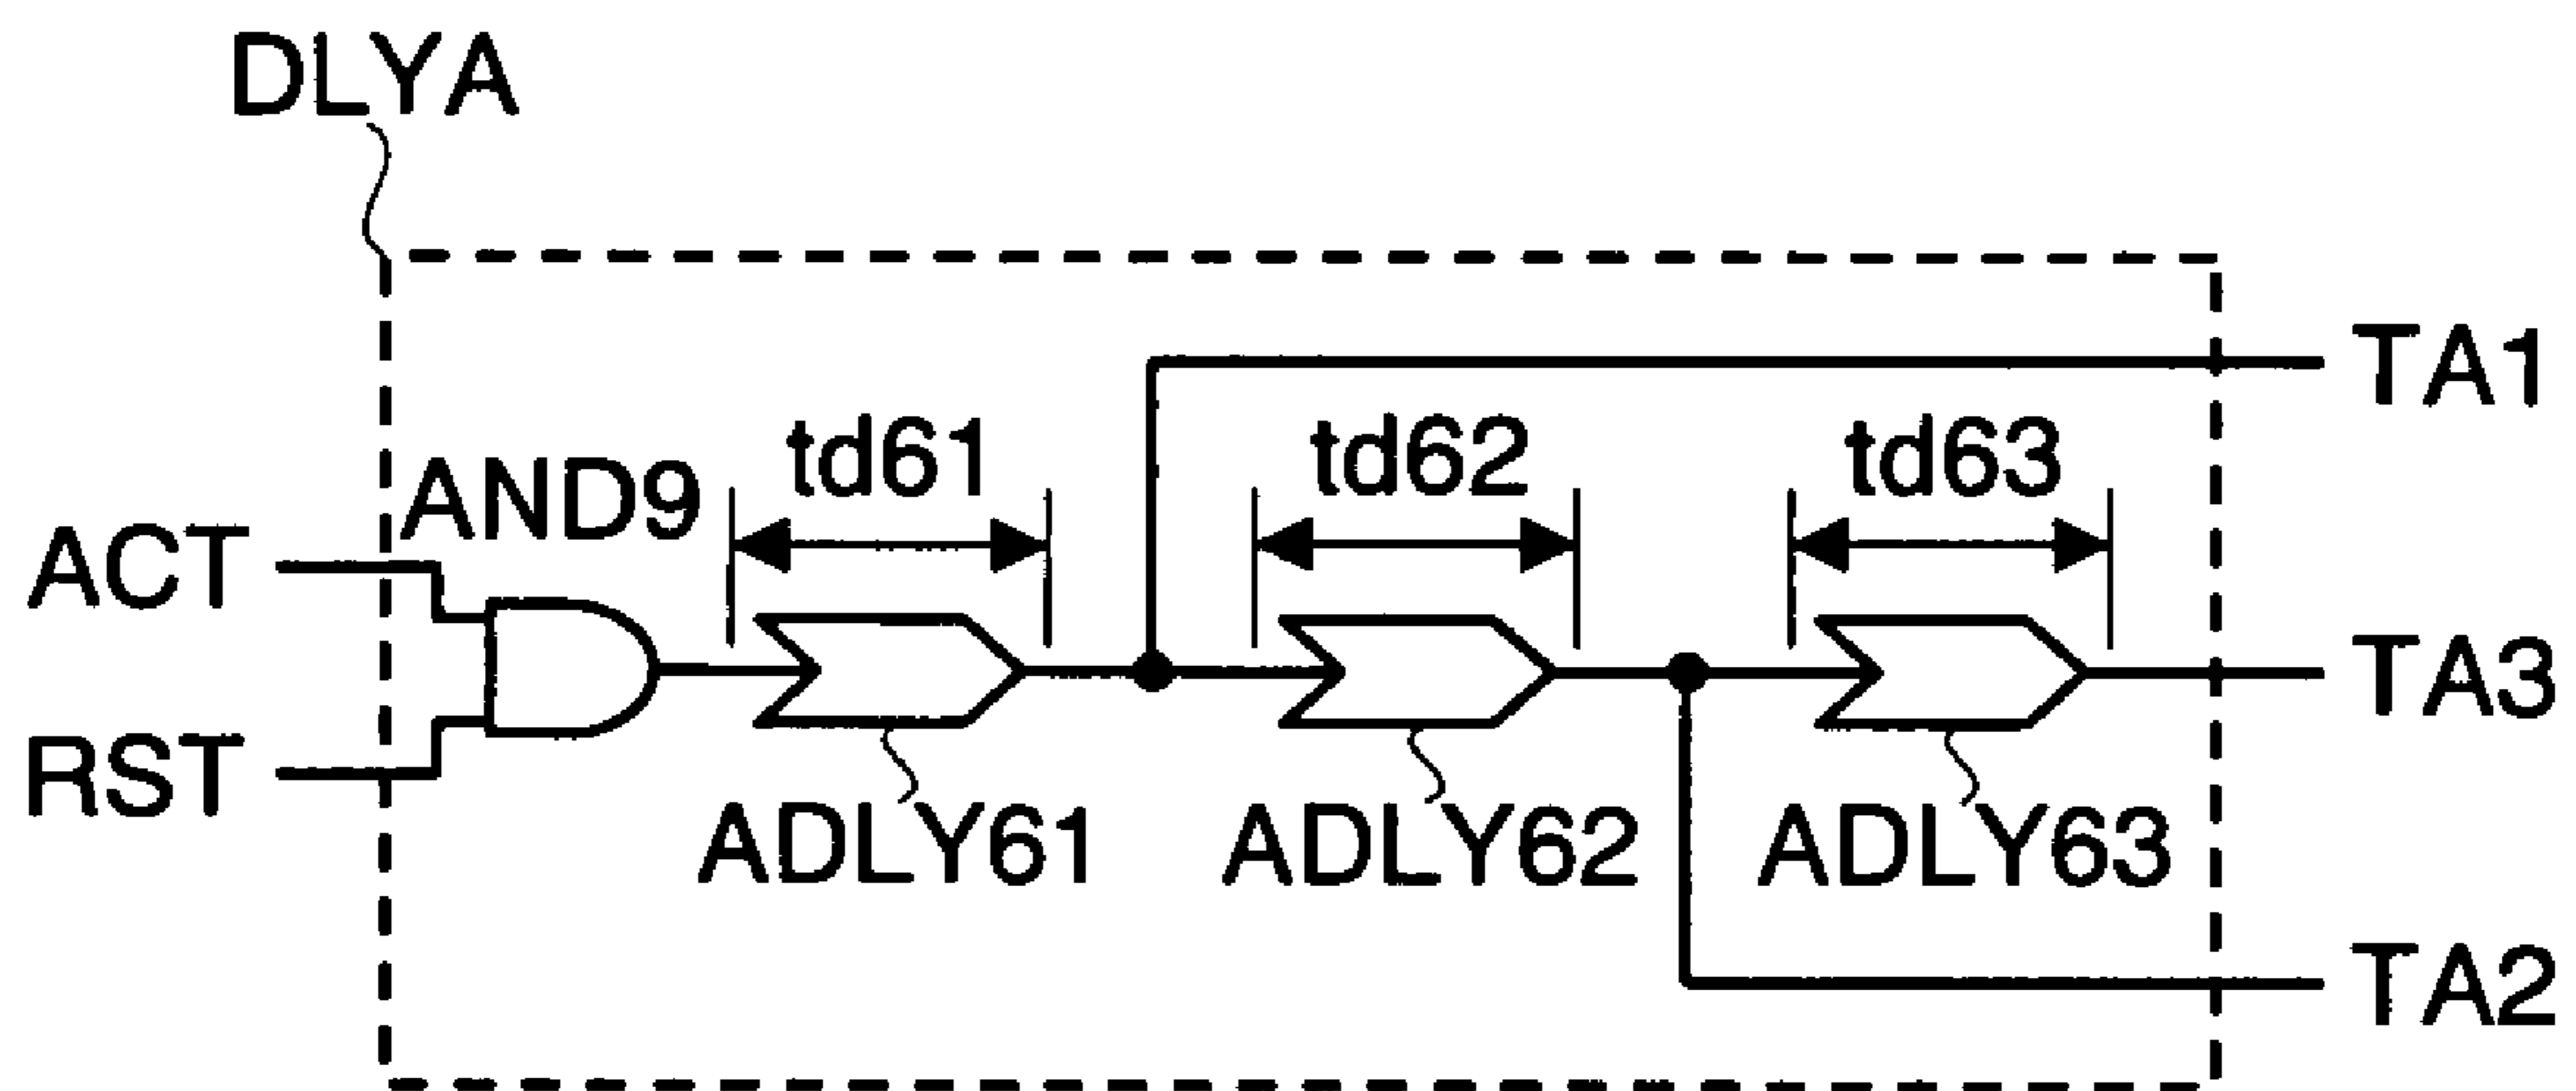 DLYA
TA1
td61
td62
td63
AND9
ACT
TA3
RST
ADLY61
ADLY62
ADLY63
TA2